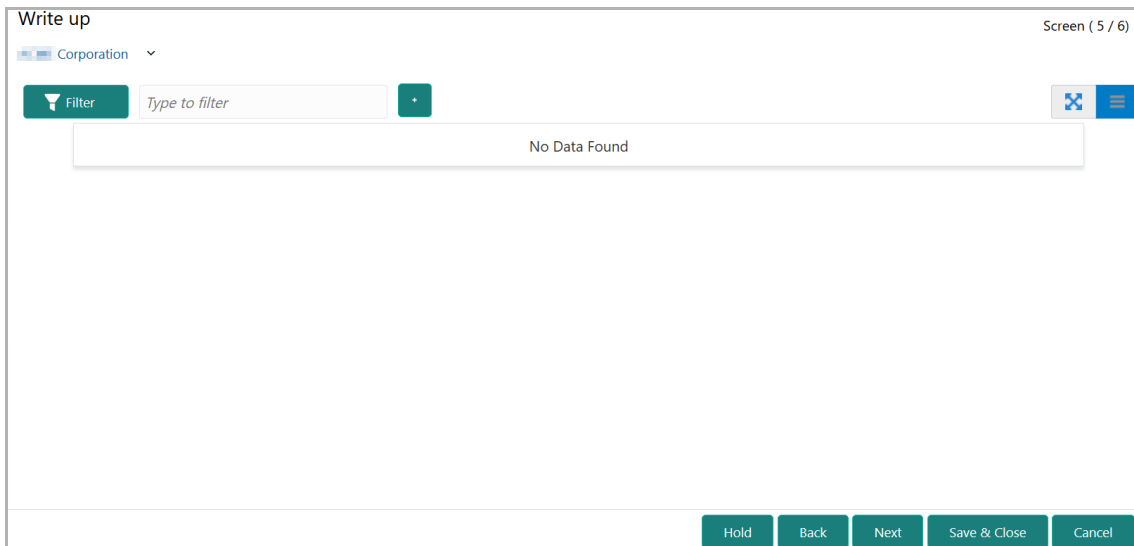 Write up
Screen ( 5 / 6)
Corporation
Filter
Type to filter
+
No Data Found
Hold
Back
Next
Save & Close
Cancel